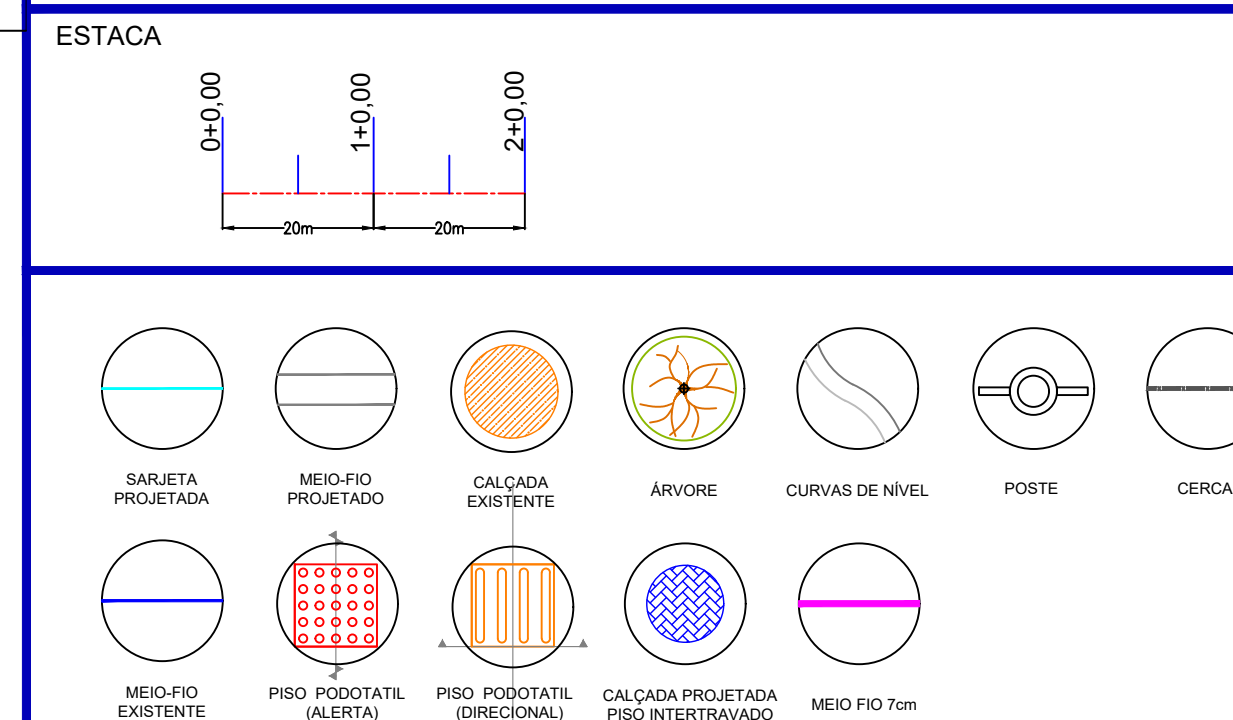 ESTACA
0+0,00
1+0,00
2+0,00
20m
20m
SARJETA
PROJETADA
MEIO-FIO
PROJETADO
CALÇADA
EXISTENTE
ÁRVORE
CURVAS DE NÍVEL
POSTE
CERCA
MEIO-FIO
EXISTENTE
PISO PODOTATIL
(ALERTA)
PISO PODOTATIL
(DIRECIONAL)
CALÇADA PROJETADA
PISO INTERTRAVADO
MEIO FIO 7cm